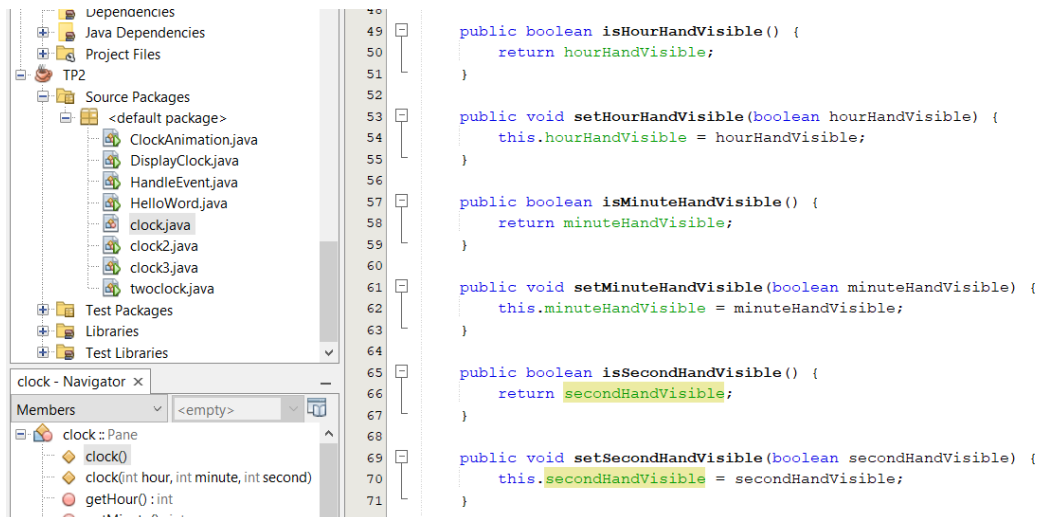 Dependencies
Java Dependencies
Project Files
TP2
Source Packages
<default package>
ClockAnimation.java
DisplayClock.java
HandleEvent.java
HelloWord.java
clock.java
clock2.java
clock3.java
twoclock.java
Test Packages
Libraries
Test Libraries
clock - Navigator ×
Members <empty>
clock :: Pane
clock()
clock(int hour, int minute, int second)
getHour() : int
48
49 public boolean isHourHandVisible() {
50 return hourHandVisible;
51 }
52
53 public void setHourHandVisible(boolean hourHandVisible) {
54 this.hourHandVisible = hourHandVisible;
55 }
56
57 public boolean isMinuteHandVisible() {
58 return minuteHandVisible;
59 }
60
61 public void setMinuteHandVisible(boolean minuteHandVisible) {
62 this.minuteHandVisible = minuteHandVisible;
63 }
64
65 public boolean isSecondHandVisible() {
66 return secondHandVisible;
67 }
68
69 public void setSecondHandVisible(boolean secondHandVisible) {
70 this.secondHandVisible = secondHandVisible;
71 }